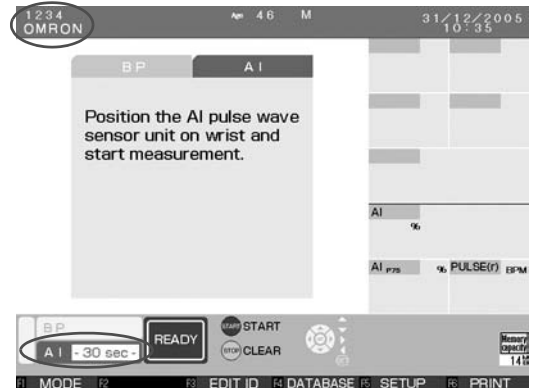 1234
OMRON
Age 46 M
31/12/2005
10:35
BP
AI
Position the AI pulse wave
sensor unit on wrist and
start measurement.
AI
%
AI P75 % PULSE(r) BPM
BP
AI - 30 sec -
READY
START START
STOP CLEAR
Memory
capacity
F1 MODE F2 F3 EDIT ID F4 DATABASE F5 SETUP F6 PRINT